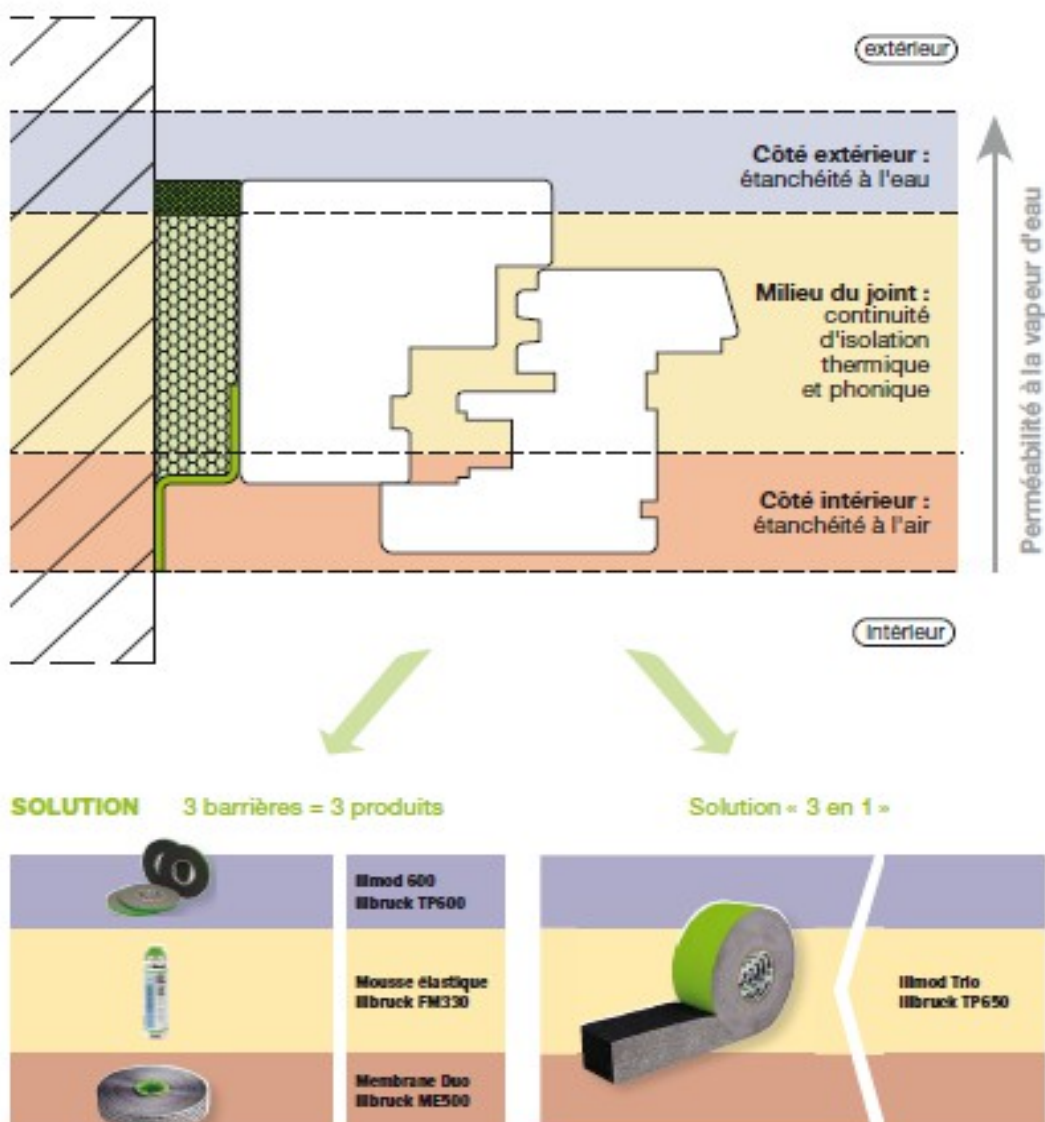 extérieur
Côté extérieur :
étanchéité à l'eau
Milieu du joint :
continuité
d'isolation
thermique
et phonique
Côté intérieur :
étanchéité à l'air
Perméabilité à la vapeur d'eau
Intérieur
SOLUTION 3 barrières = 3 produits
Solution « 3 en 1 »
Illmod 600
Illbruck TP600
Mousse élastique
Illbruck FM330
Membrane Duo
Illbruck ME500
Illmod Trio
Illbruck TP650